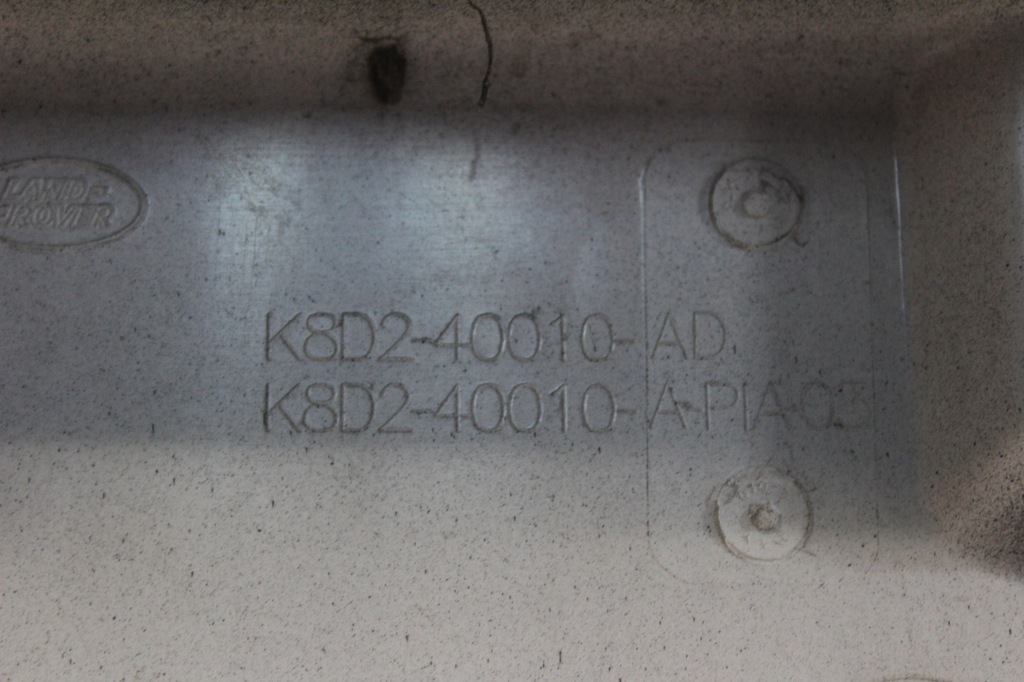 LAND-
ROVER
K8D2-40010-AD
K8D2-40010-A-PIA03